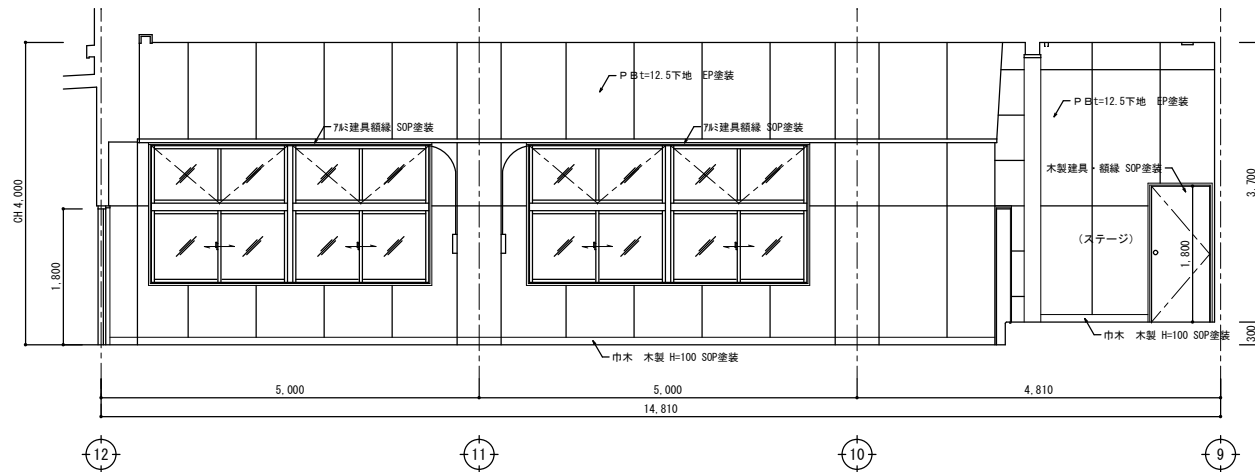 PBt=12.5下地 EP塗装
PBt=12.5下地 EP塗装
ｱﾙﾐ建具額縁 SOP塗装
ｱﾙﾐ建具額縁 SOP塗装
木製建具・額縁 SOP塗装
CH 4,000
3,700
1,800
(ステージ)
1,800
300
巾木 木製 H=100 SOP塗装
巾木 木製 H=100 SOP塗装
5,000
5,000
4,810
14,810
12
11
10
9